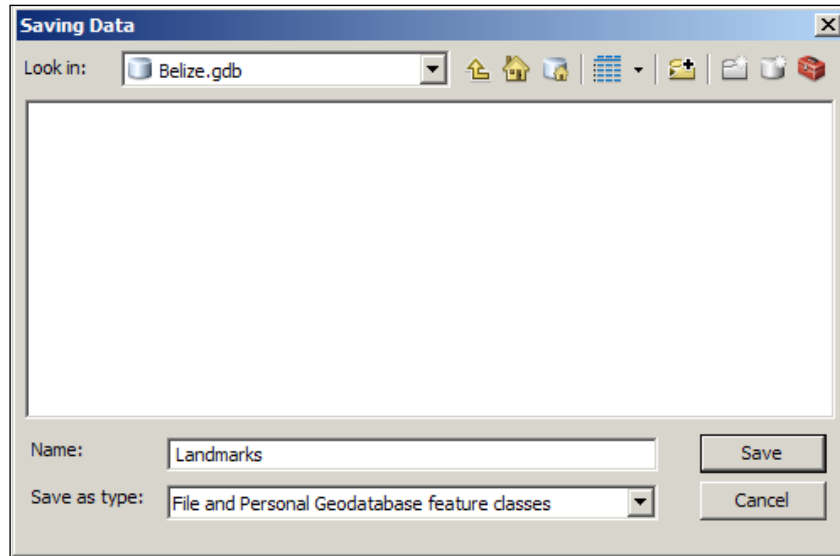 Saving Data
Look in: Belize.gdb
Name: Landmarks Save
Save as type: File and Personal Geodatabase feature classes Cancel